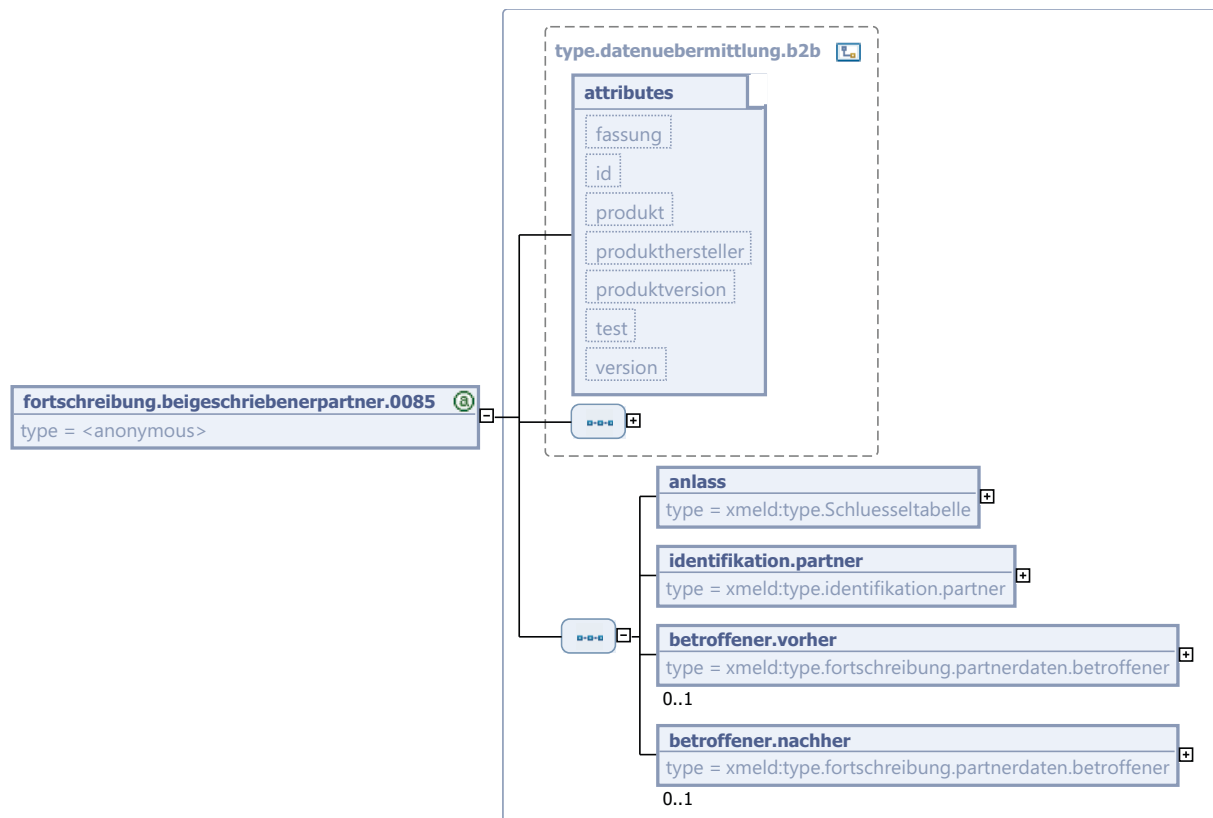 type.datenuebermittlung.b2b
attributes
fassung
id
produkt
produkthersteller
produktversion
test
version
fortschreibung.beigeschriebenerpartner.0085
type = <anonymous>
anlass
type = xmeld:type.Schluesseltabelle
identifikation.partner
type = xmeld:type.identifikation.partner
betroffener.vorher
type = xmeld:type.fortschreibung.partnerdaten.betroffener
0..1
betroffener.nachher
type = xmeld:type.fortschreibung.partnerdaten.betroffener
0..1